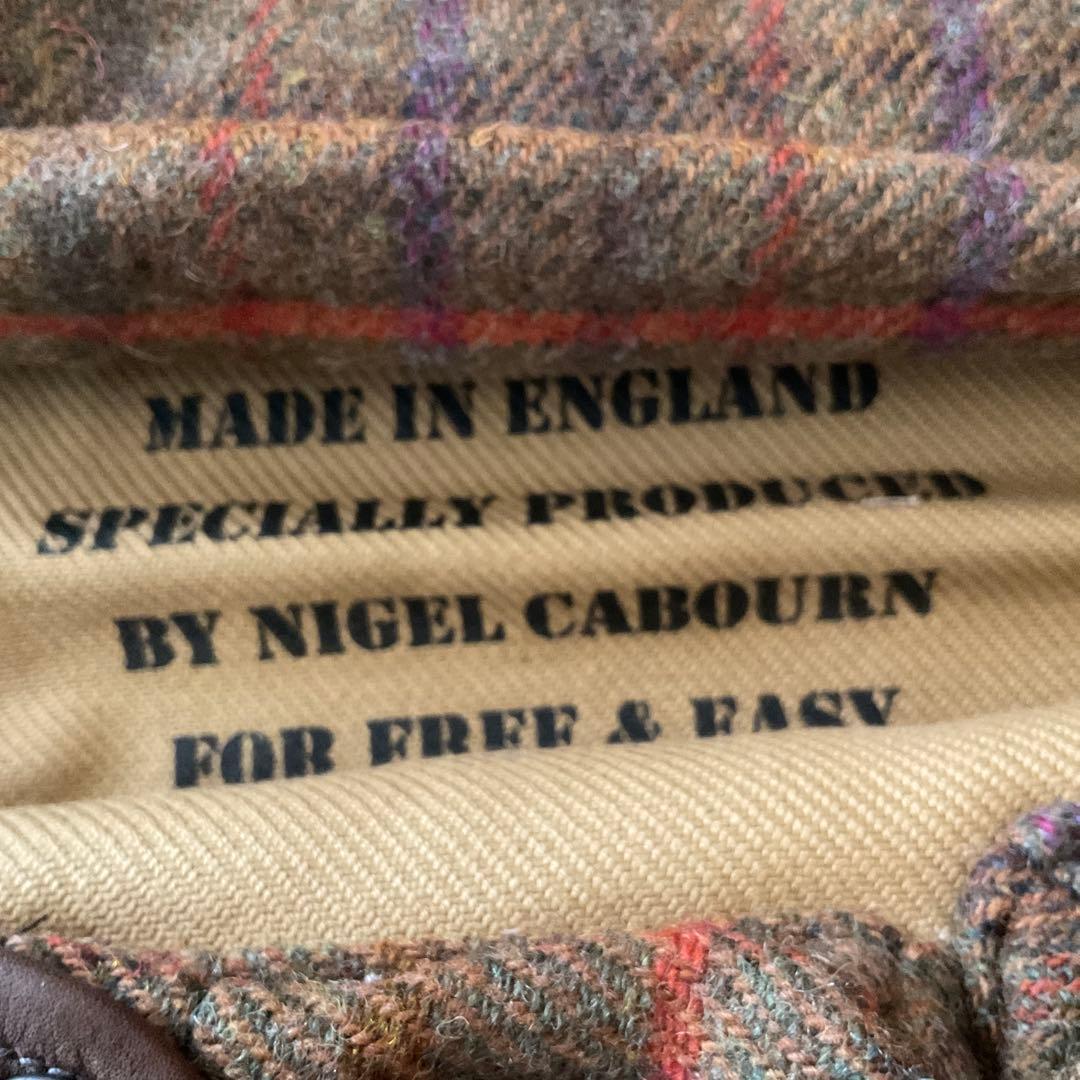 MADE IN ENGLAND
SPECIALLY PRODUCED
BY NIGEL CABOURN
FOR FREE & EASY